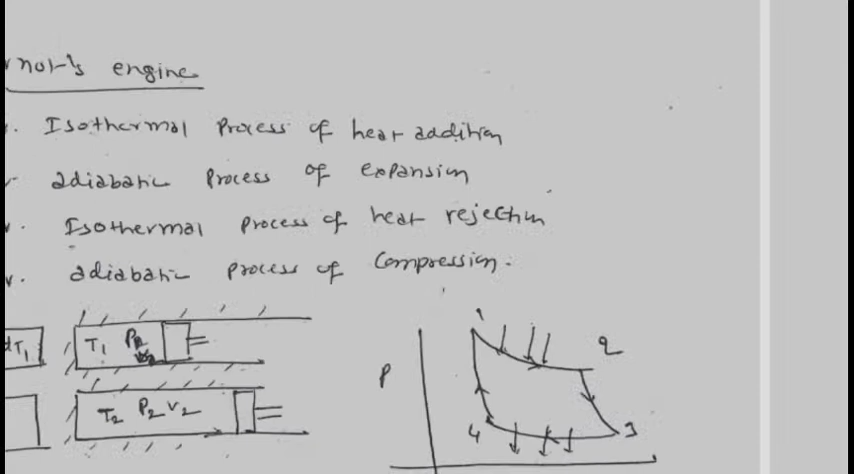 not's engine
Isothermal Process of heat addition
adiabatic Process of expansion
Isothermal Process of heat rejection
adiabatic process of Compression.
dT1 T1 P
T2 P2 V2
P
1
2
3
4